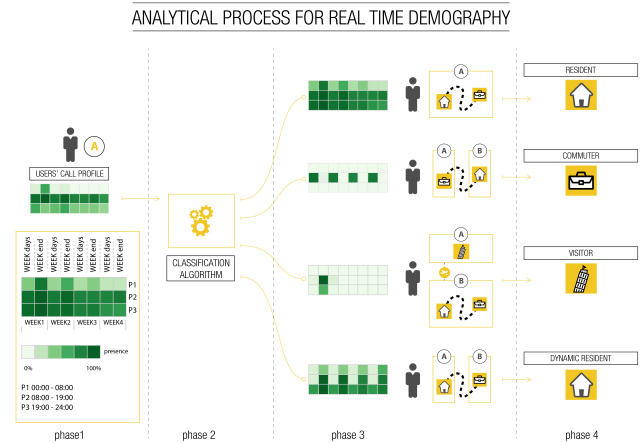 ANALYTICAL PROCESS FOR REAL TIME DEMOGRAPHY
A
USERS' CALL PROFILE
WEEK days
WEEK end
WEEK days
WEEK end
WEEK days
WEEK end
WEEK days
WEEK end
P1
P2
P3
WEEK1
WEEK2
WEEK3
WEEK4
presence
0%
100%
P1 00:00 - 08:00
P2 08:00 - 19:00
P3 19:00 - 24:00
CLASSIFICATION
ALGORITHM
A
RESIDENT
A
B
COMMUTER
A
B
VISITOR
A
B
DYNAMIC RESIDENT
phase1
phase 2
phase 3
phase 4